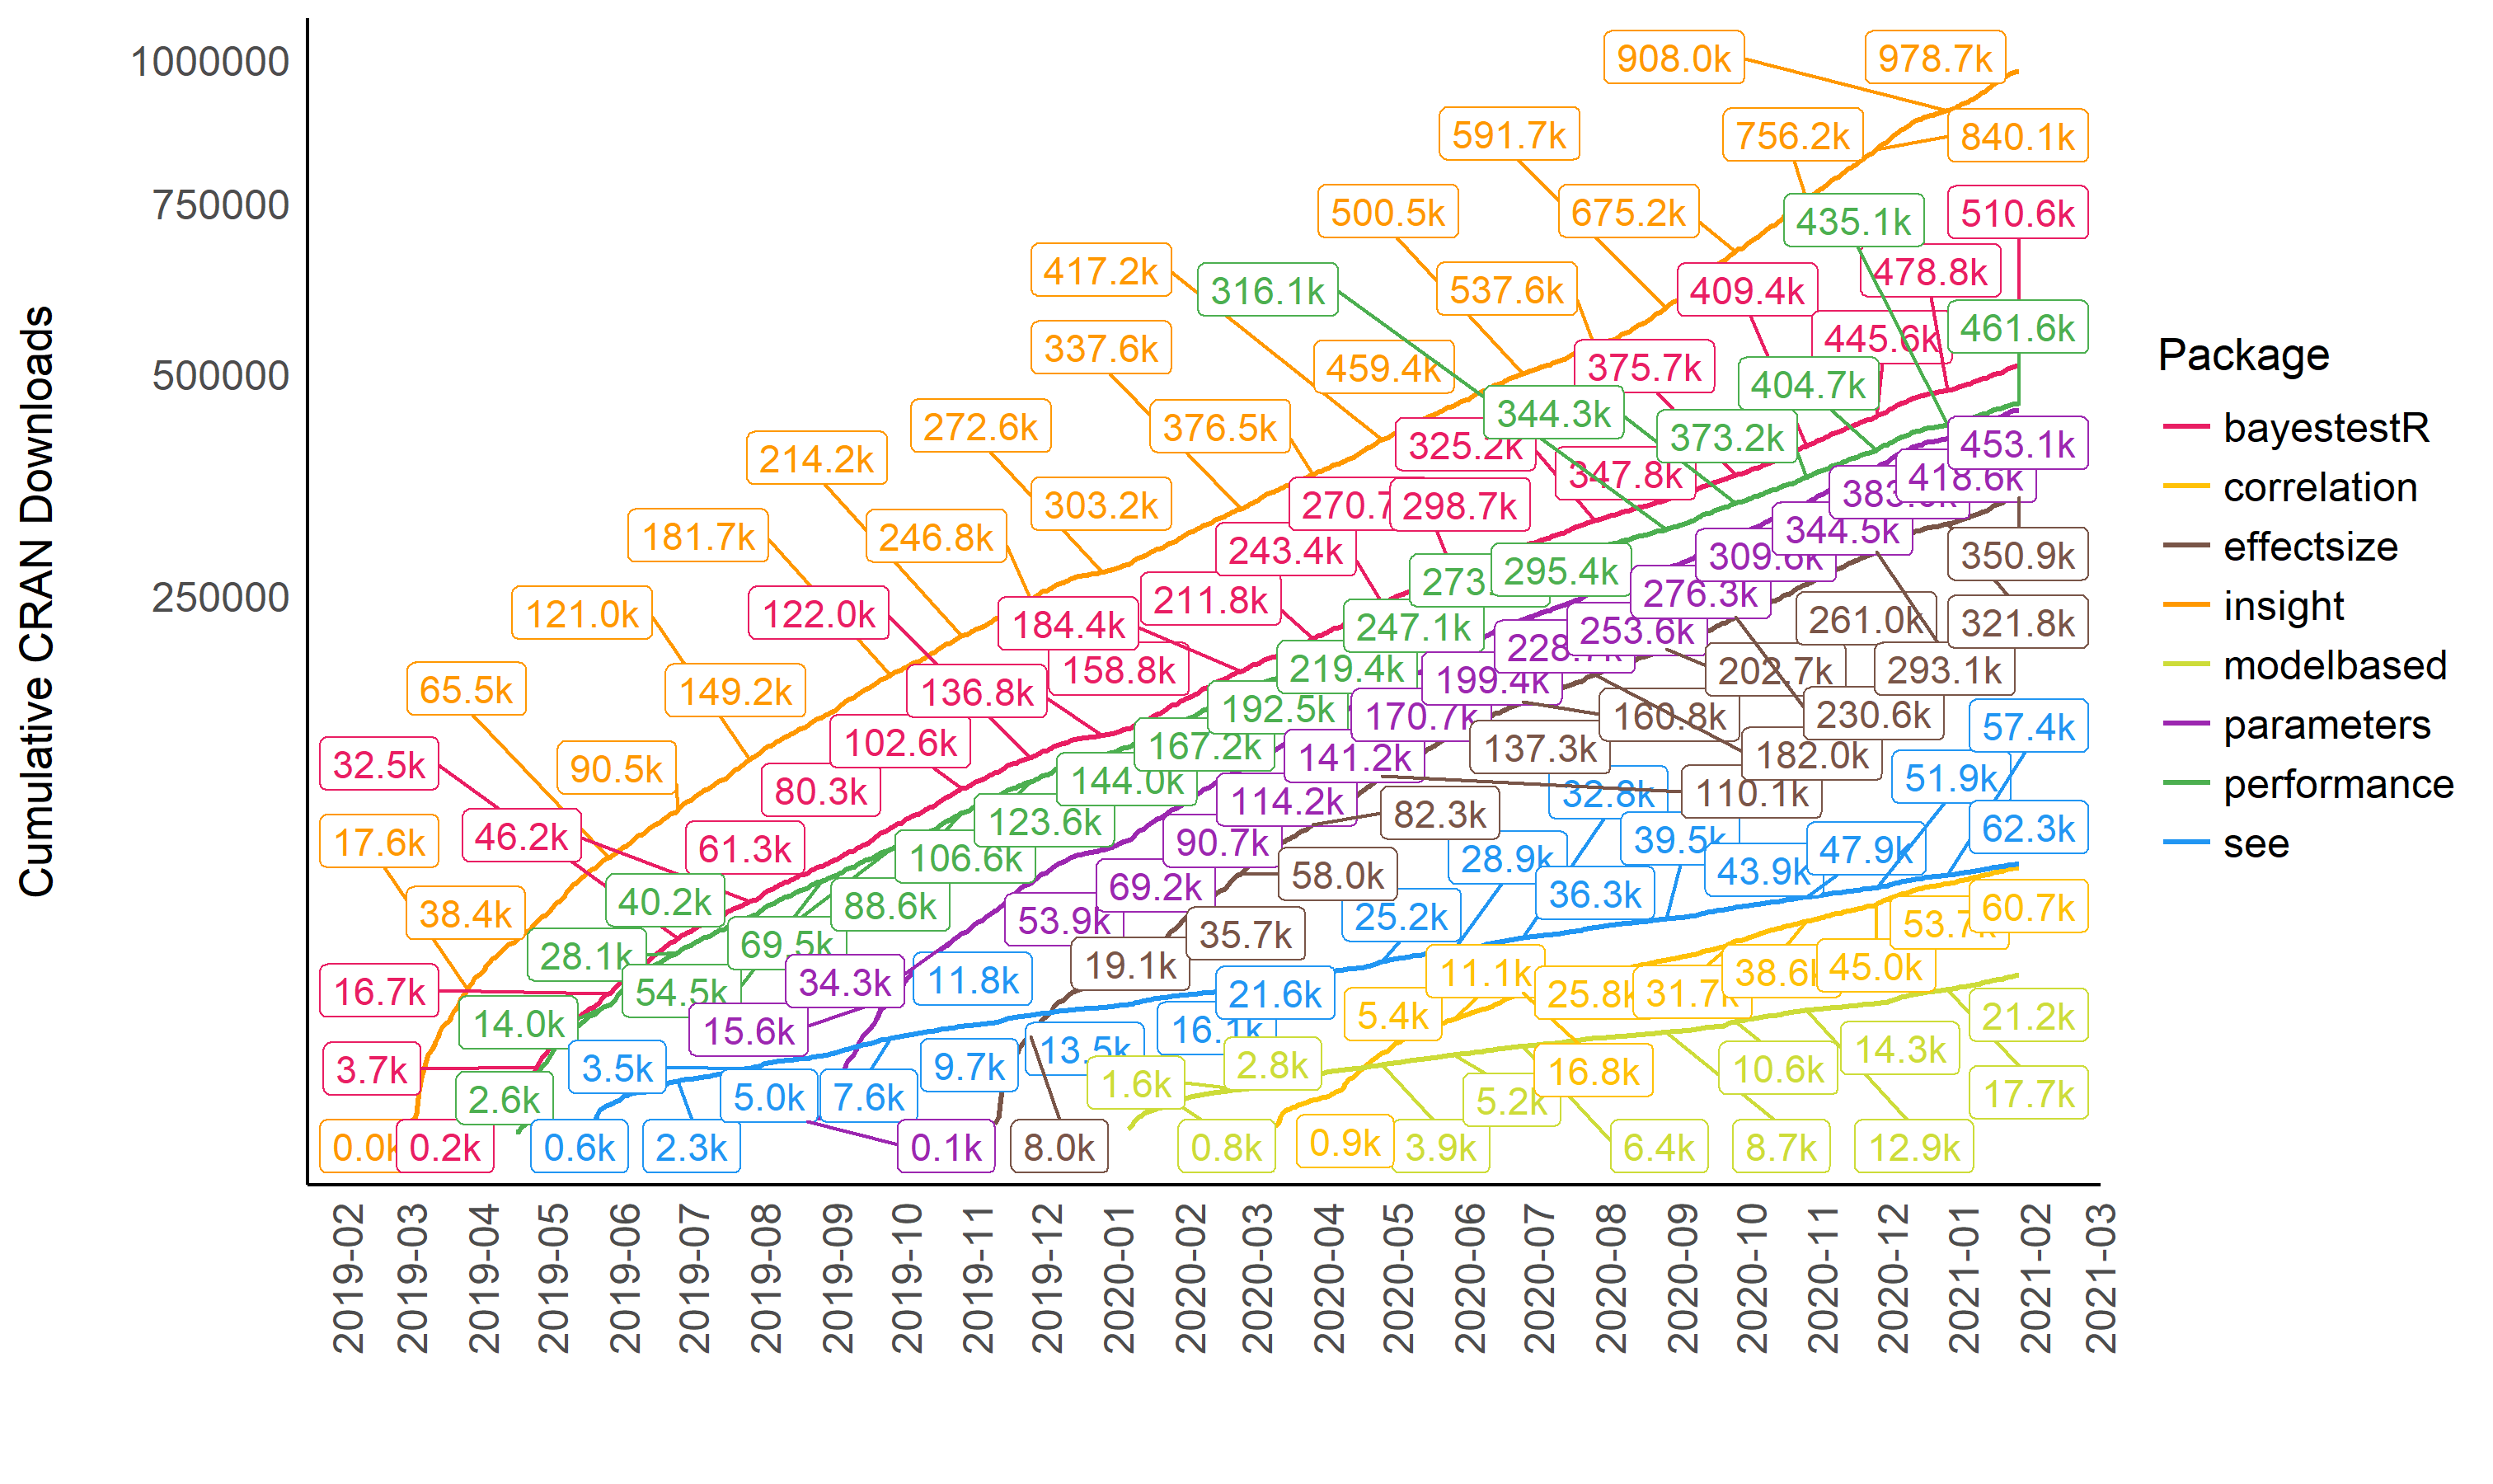 1000000
750000
500000
250000
Cumulative CRAN Downloads
908.0k
978.7k
591.7k
756.2k
840.1k
500.5k
675.2k
435.1k
510.6k
417.2k
316.1k
537.6k
409.4k
478.8k
337.6k
459.4k
375.7k
445.6k
461.6k
272.6k
376.5k
344.3k
404.7k
214.2k
325.2k
373.2k
453.1k
181.7k
303.2k
347.8k
418.6k
246.8k
298.7k
243.4k
309.6k
344.5k
350.9k
121.0k
122.0k
184.4k
211.8k
247.1k
295.4k
276.3k
253.6k
261.0k
321.8k
65.5k
149.2k
136.8k
158.8k
219.4k
199.4k
202.7k
293.1k
32.5k
90.5k
102.6k
192.5k
170.7k
160.8k
230.6k
57.4k
80.3k
167.2k
141.2k
137.3k
182.0k
51.9k
17.6k
46.2k
61.3k
144.0k
114.2k
82.3k
32.8k
110.1k
123.6k
90.7k
28.9k
39.5k
47.9k
62.3k
38.4k
40.2k
88.6k
106.6k
69.2k
58.0k
36.3k
43.9k
28.1k
69.5k
53.9k
35.7k
25.2k
60.7k
16.7k
54.5k
34.3k
11.8k
19.1k
21.6k
11.1k
25.8k
31.7k
38.6k
45.0k
14.0k
15.6k
16.1k
5.4k
21.2k
3.7k
3.5k
9.7k
13.5k
2.8k
16.8k
10.6k
14.3k
2.6k
5.0k
7.6k
1.6k
5.2k
17.7k
0.0k
0.2k
0.6k
2.3k
0.1k
8.0k
0.8k
0.9k
3.9k
6.4k
8.7k
12.9k
2019-02
2019-03
2019-04
2019-05
2019-06
2019-07
2019-08
2019-09
2019-10
2019-11
2019-12
2020-01
2020-02
2020-03
2020-04
2020-05
2020-06
2020-07
2020-08
2020-09
2020-10
2020-11
2020-12
2021-01
2021-02
2021-03
Package
bayestestR
correlation
effectsize
insight
modelbased
parameters
performance
see